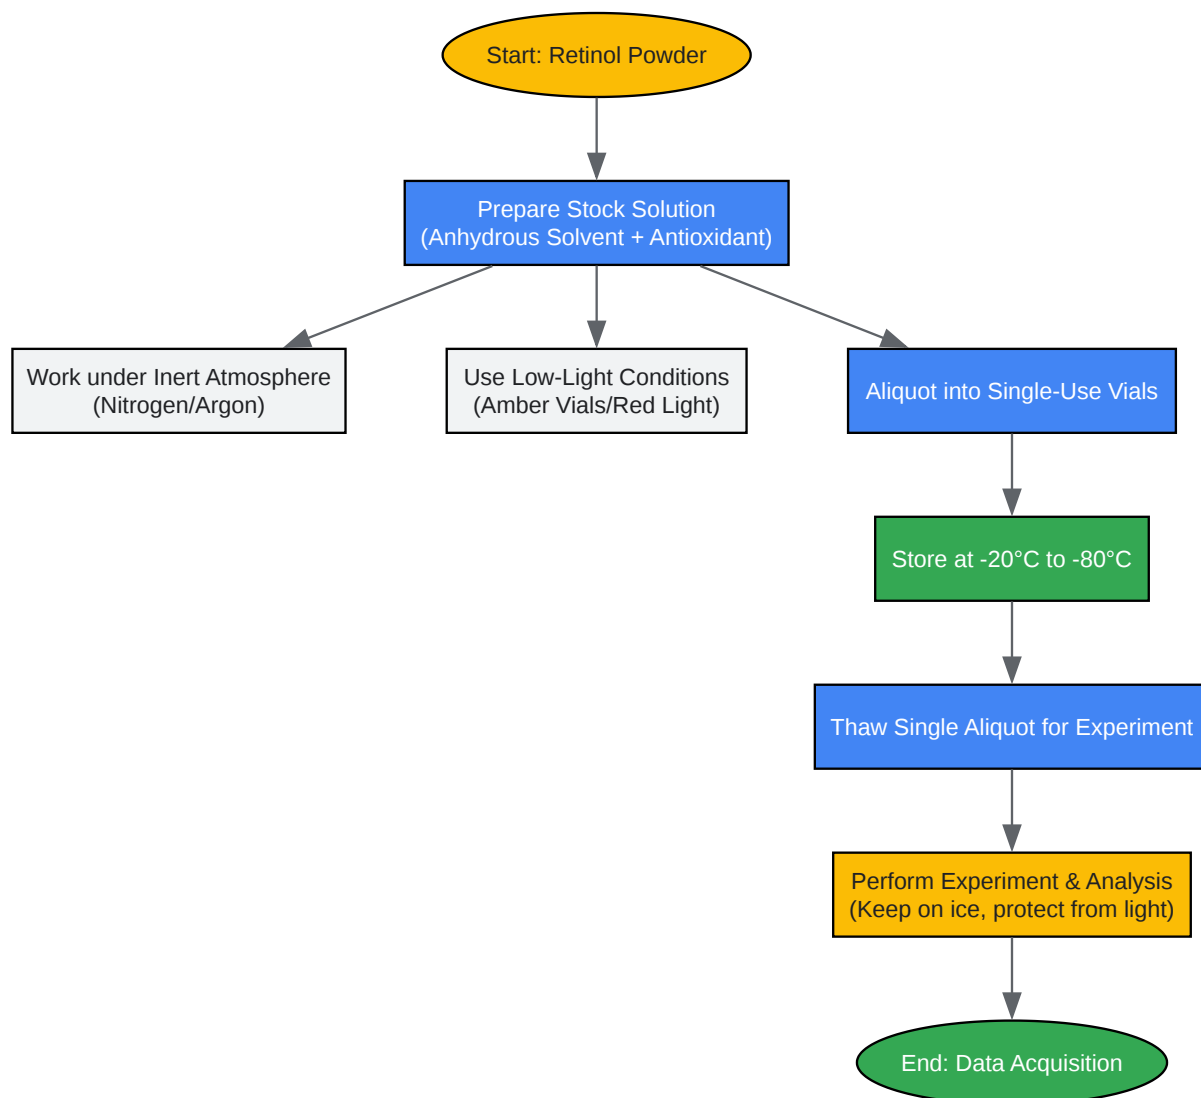 Start: Retinol Powder
Prepare Stock Solution
(Anhydrous Solvent + Antioxidant)
Work under Inert Atmosphere
(Nitrogen/Argon)
Use Low-Light Conditions
(Amber Vials/Red Light)
Aliquot into Single-Use Vials
Store at -20°C to -80°C
Thaw Single Aliquot for Experiment
Perform Experiment & Analysis
(Keep on ice, protect from light)
End: Data Acquisition